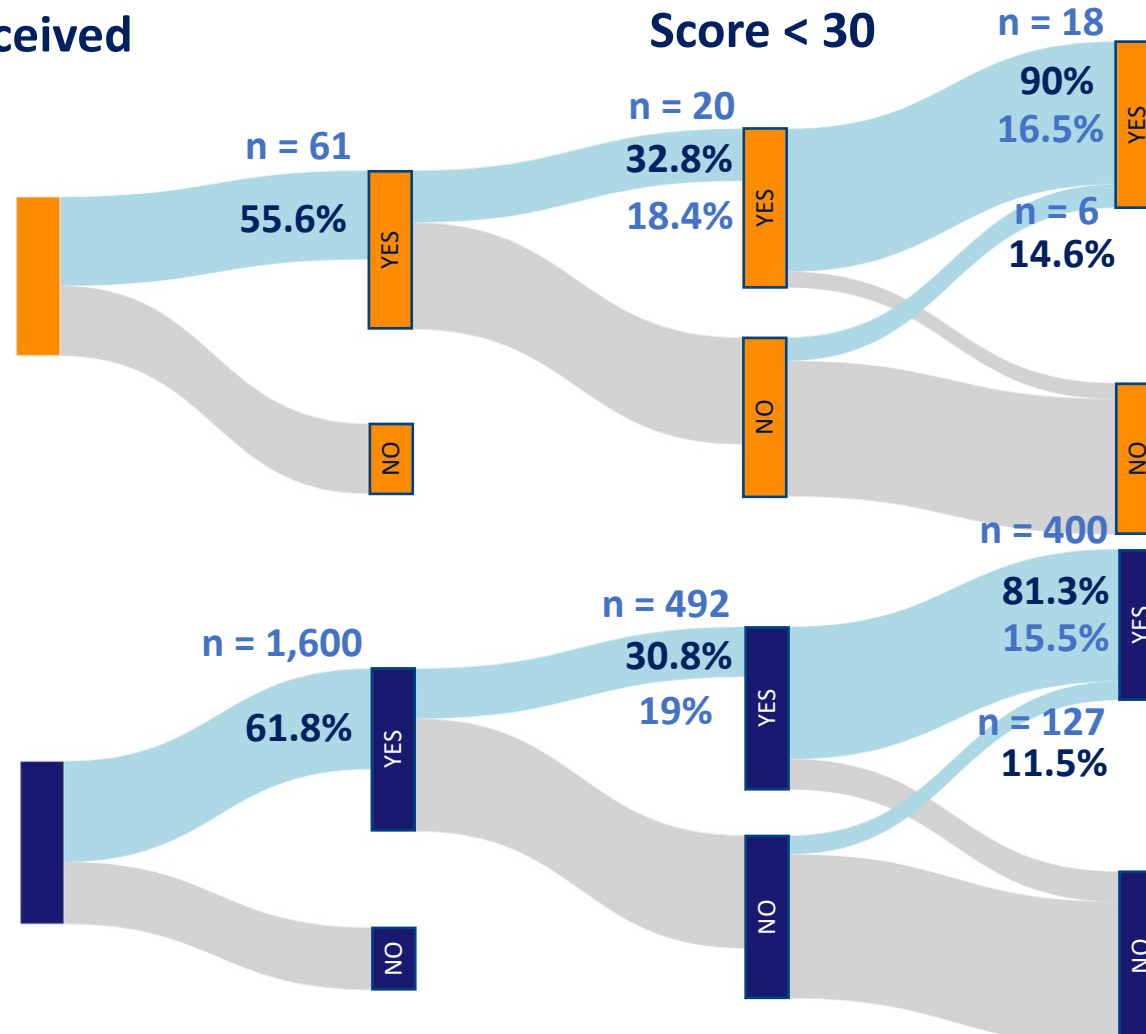 ceived
Score < 30
n = 18
90%
16.5%
YES
n = 20
32.8%
18.4%
YES
n = 61
55.6%
YES
n = 6
14.6%
NO
NO
NO
n = 400
81.3%
15.5%
YES
n = 492
30.8%
19%
YES
n = 1,600
61.8%
YES
n = 127
11.5%
NO
NO
NO